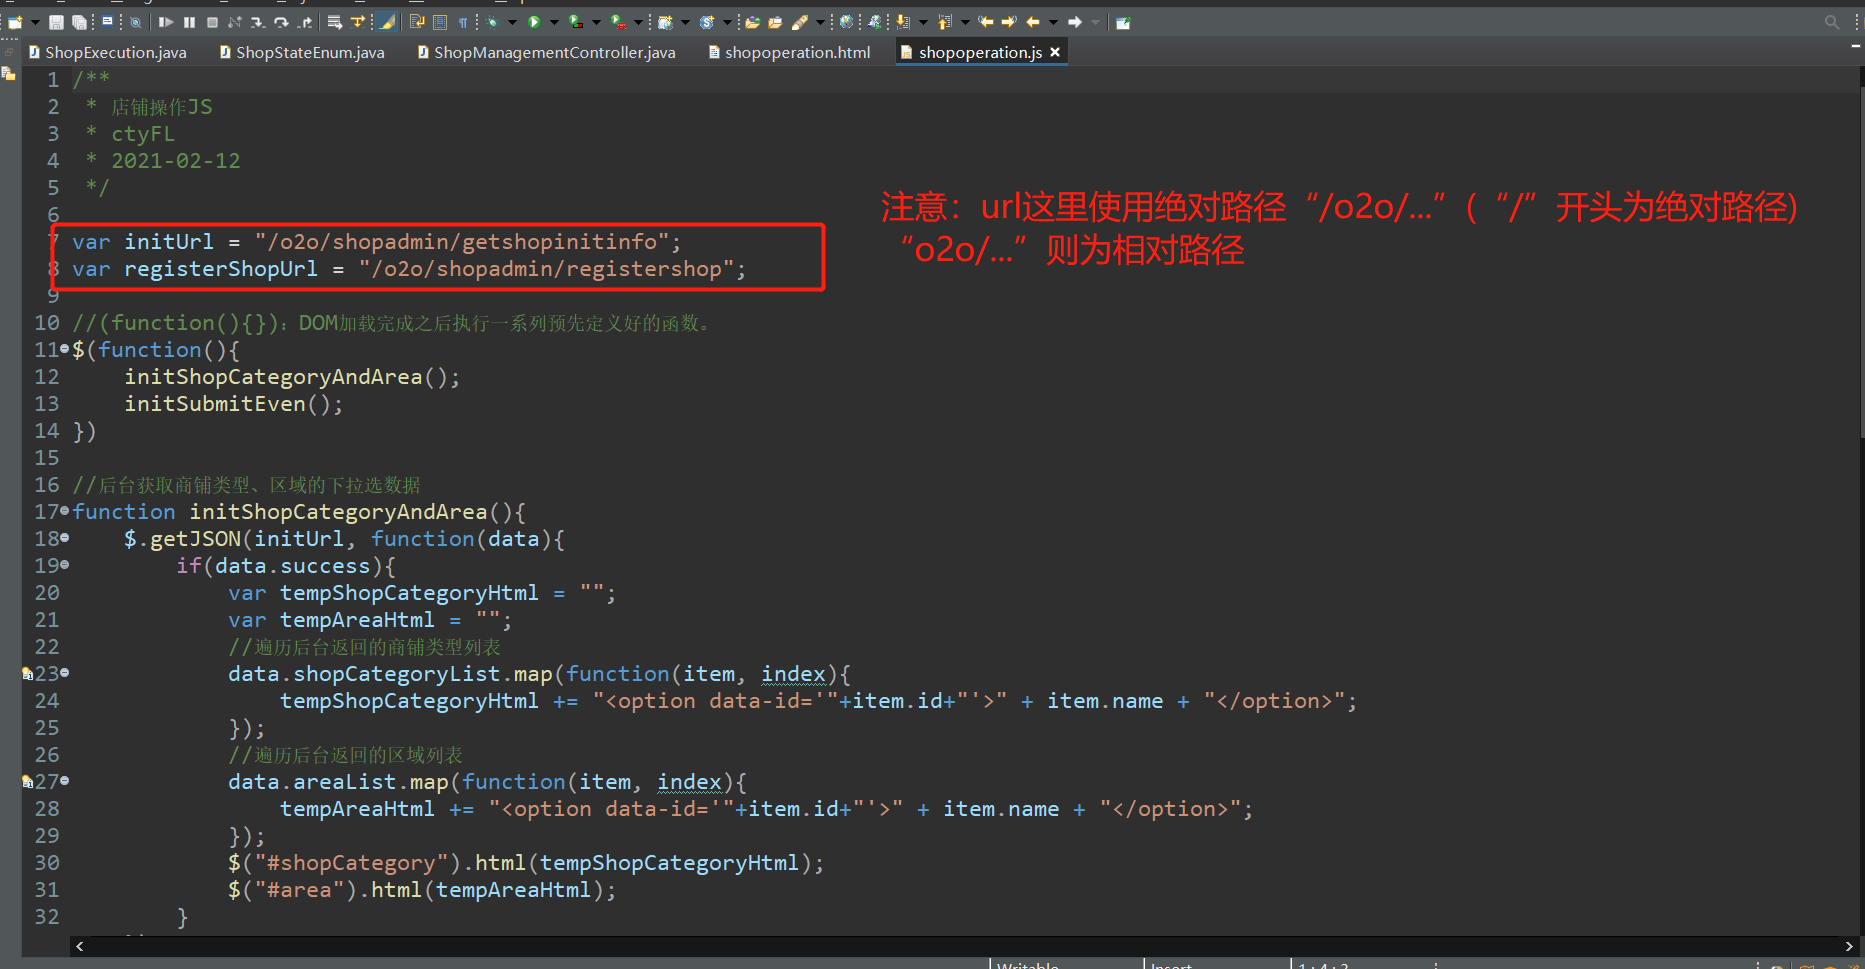 ShopExecution.java ShopStateEnum.java ShopManagementController.java shopoperation.html shopoperation.js
1 /**
2 * 店铺操作JS
3 * ctyFL
4 * 2021-02-12
5 */
6
7 var initUrl = "/o2o/shopadmin/getshopinitinfo";
8 var registerShopUrl = "/o2o/shopadmin/registershop";
注意：url这里使用绝对路径“/o2o/...”(“/”开头为绝对路径)
“o2o/...”则为相对路径
9
10 //(function(){}): DOM加载完成之后执行一系列预先定义好的函数。
11 $(function(){
12 initShopCategoryAndArea();
13 initSubmitEven();
14 })
15
16 //后台获取商铺类型、区域的下拉选数据
17 function initShopCategoryAndArea(){
18 $.getJSON(initUrl, function(data){
19 if(data.success){
20 var tempShopCategoryHtml = "";
21 var tempAreaHtml = "";
22 //遍历后台返回的商铺类型列表
23 data.shopCategoryList.map(function(item, index){
24 tempShopCategoryHtml += "<option data-id='"+item.id+"'>" + item.name + "</option>";
25 });
26 //遍历后台返回的区域列表
27 data.areaList.map(function(item, index){
28 tempAreaHtml += "<option data-id='"+item.id+"'>" + item.name + "</option>";
29 });
30 $("#shopCategory").html(tempShopCategoryHtml);
31 $("#area").html(tempAreaHtml);
32 }
Writable Insert 1 : 4 : 3